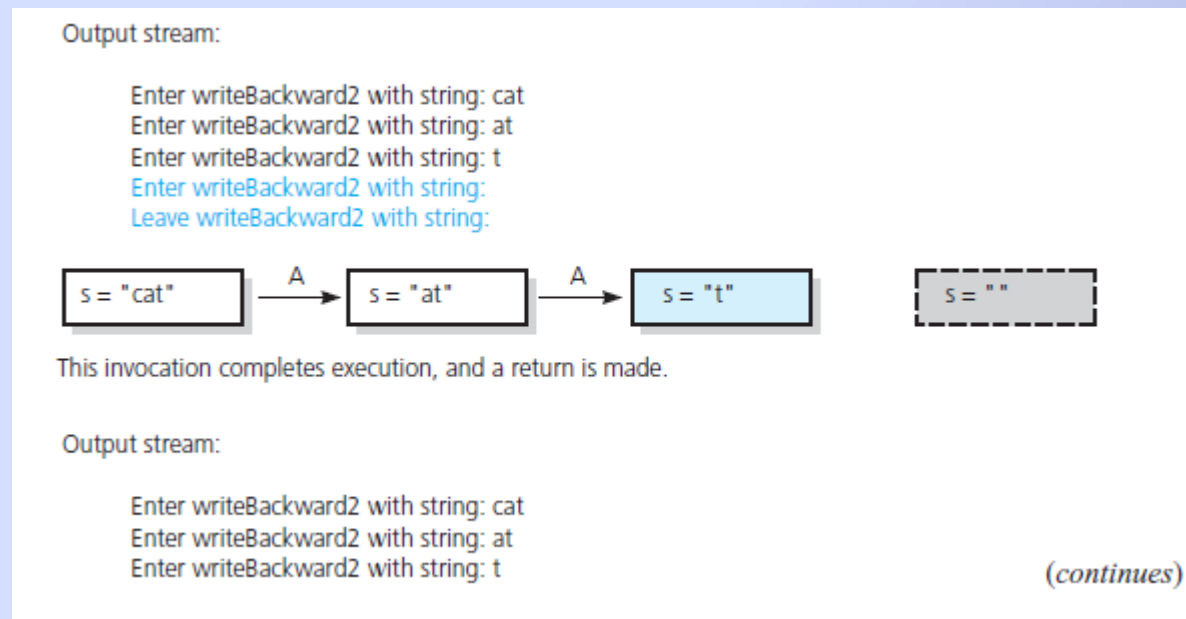 Output stream:
Enter writeBackward2 with string: cat
Enter writeBackward2 with string: at
Enter writeBackward2 with string: t
Enter writeBackward2 with string:
Leave writeBackward2 with string:
s = "cat" A s = "at" A s = "t" s = " "
This invocation completes execution, and a return is made.
Output stream:
Enter writeBackward2 with string: cat
Enter writeBackward2 with string: at
Enter writeBackward2 with string: t (continues)